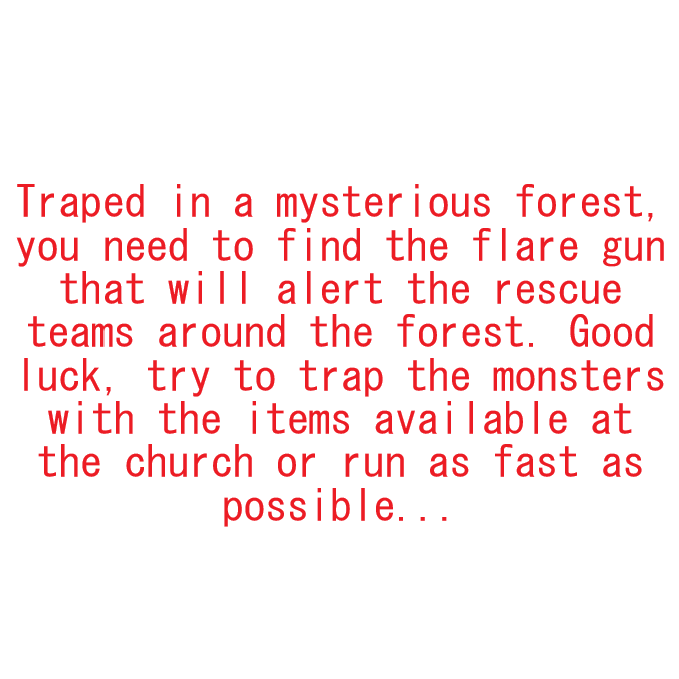 Traped in a mysterious forest,
you need to find the flare gun
that will alert the rescue
teams around the forest. Good
luck, try to trap the monsters
with the items available at
the church or run as fast as
possible...